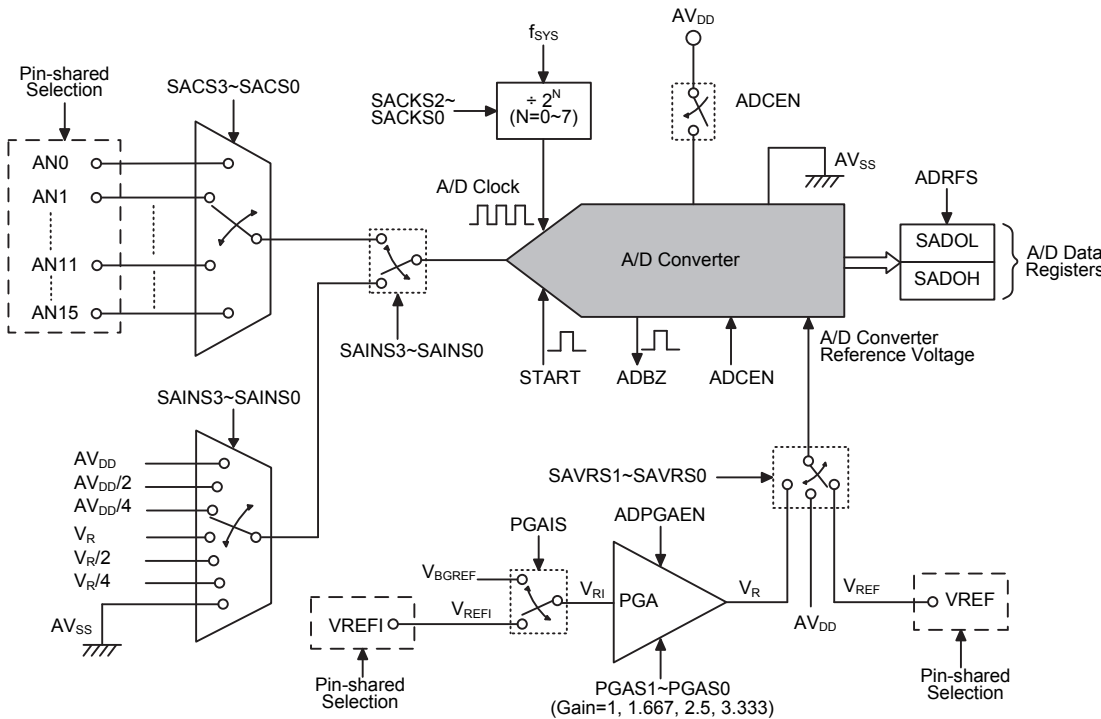 AV_DD
f_SYS
Pin-shared
Selection
SACS3~SACS0
SACKS2~
SACKS0
÷ 2^N
(N=0~7)
ADCEN
AN0
AN1
AN11
AN15
A/D Clock
AV_SS
ADRFS
A/D Converter
SADOL
SADOH
A/D Data
Registers
SAINS3~SAINS0
START
ADBZ
ADCEN
A/D Converter
Reference Voltage
SAINS3~SAINS0
AV_DD
AV_DD/2
AV_DD/4
V_R
V_R/2
V_R/4
AV_SS
SAVRS1~SAVRS0
PGAIS
ADPGAEN
V_BGREF
V_REFI
VREFI
V_RI
PGA
V_R
AV_DD
V_REF
VREF
Pin-shared
Selection
PGAS1~PGAS0
(Gain=1, 1.667, 2.5, 3.333)
Pin-shared
Selection